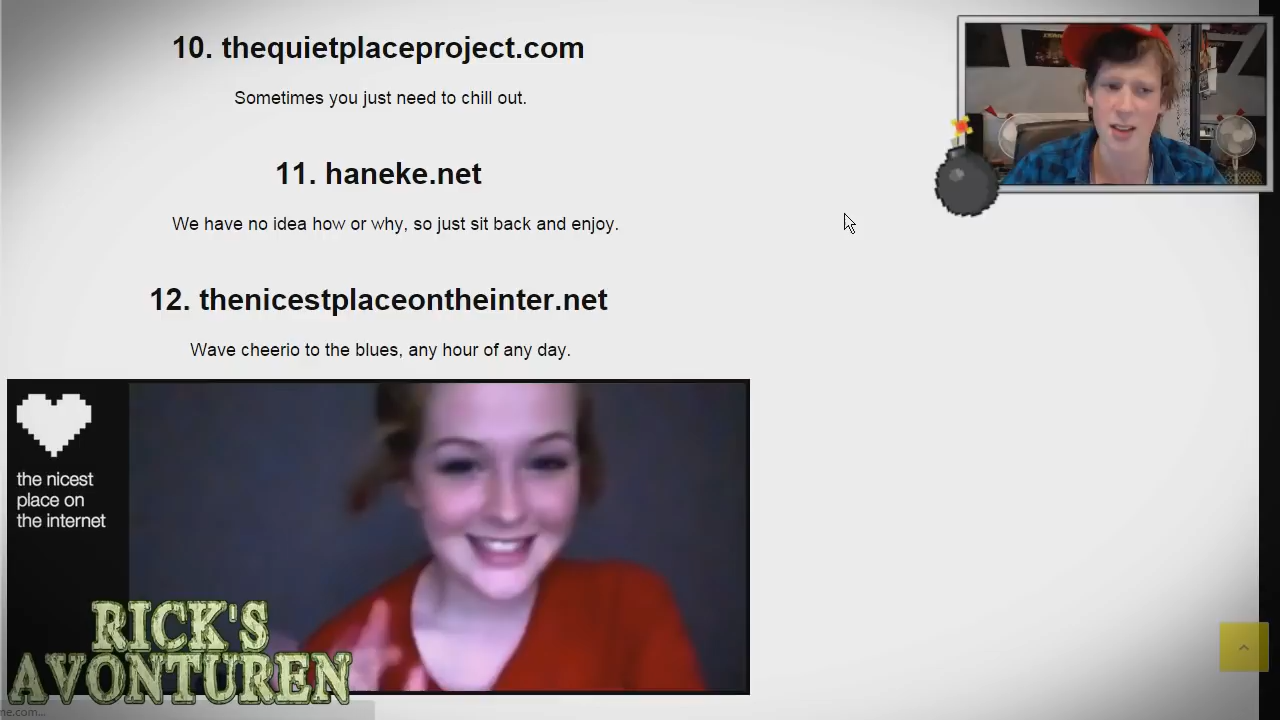 10. thequietplaceproject.com
Sometimes you just need to chill out.
11. haneke.net
We have no idea how or why, so just sit back and enjoy.
12. thenicestplaceontheinter.net
Wave cheerio to the blues, any hour of any day.
the nicest
place on
the internet
RICK'S
AVONTUREN
ne.com...